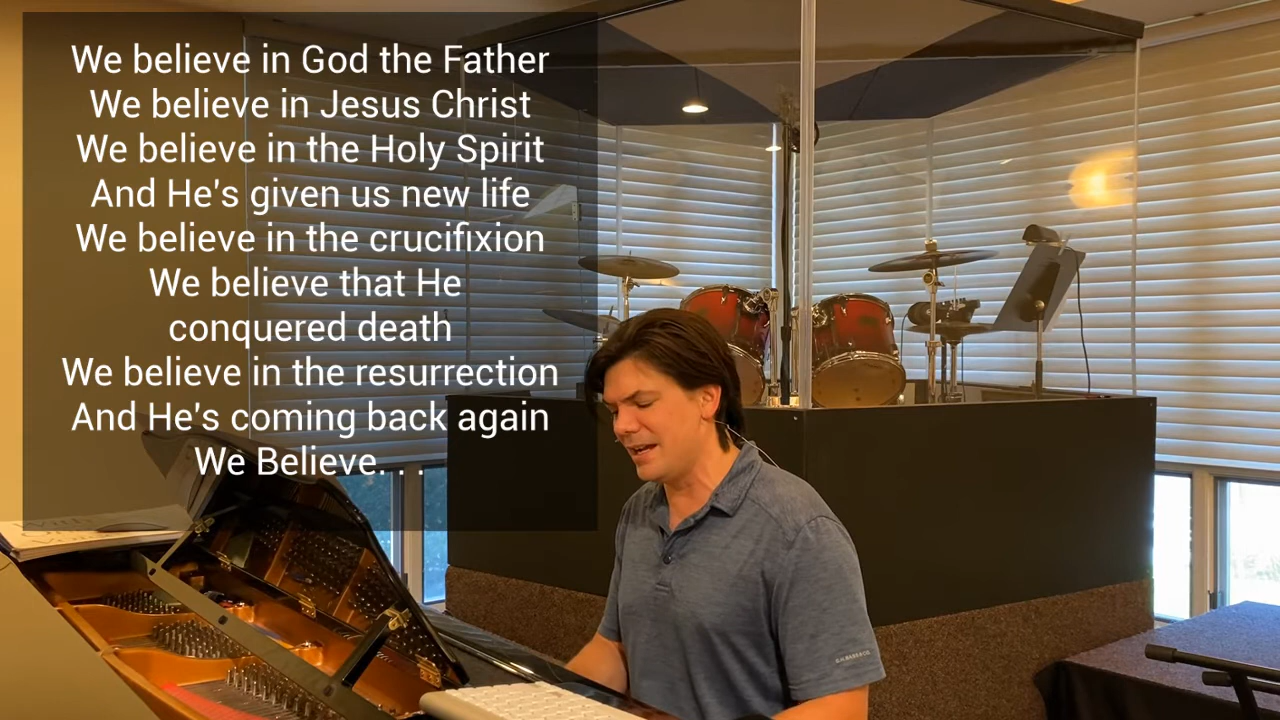 We believe in God the Father
We believe in Jesus Christ
We believe in the Holy Spirit
And He's given us new life
We believe in the crucifixion
We believe that He
conquered death
We believe in the resurrection
And He's coming back again
We Believe. . .
G.H.BASS&CO.